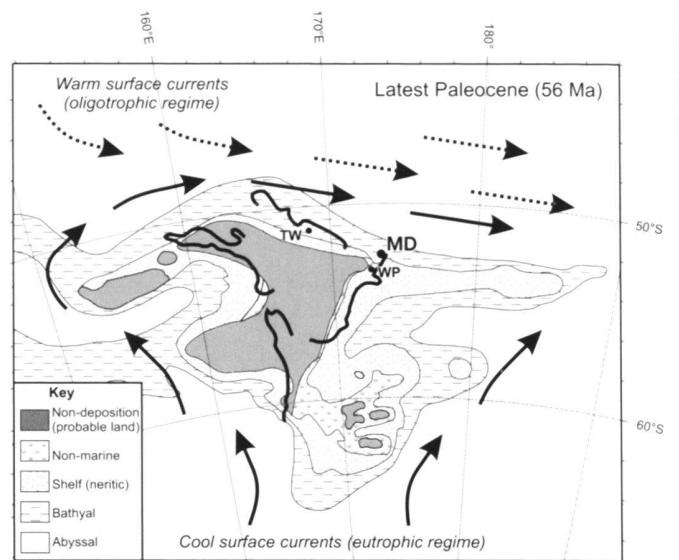 160°E
170°E
180°
Warm surface currents
(oligotrophic regime)
Latest Paleocene (56 Ma)
50°S
TW
MD
WP
Key
Non-deposition
(probable land)
Non-marine
Shelf (neritic)
Bathyal
Abyssal
60°S
Cool surface currents (eutrophic regime)